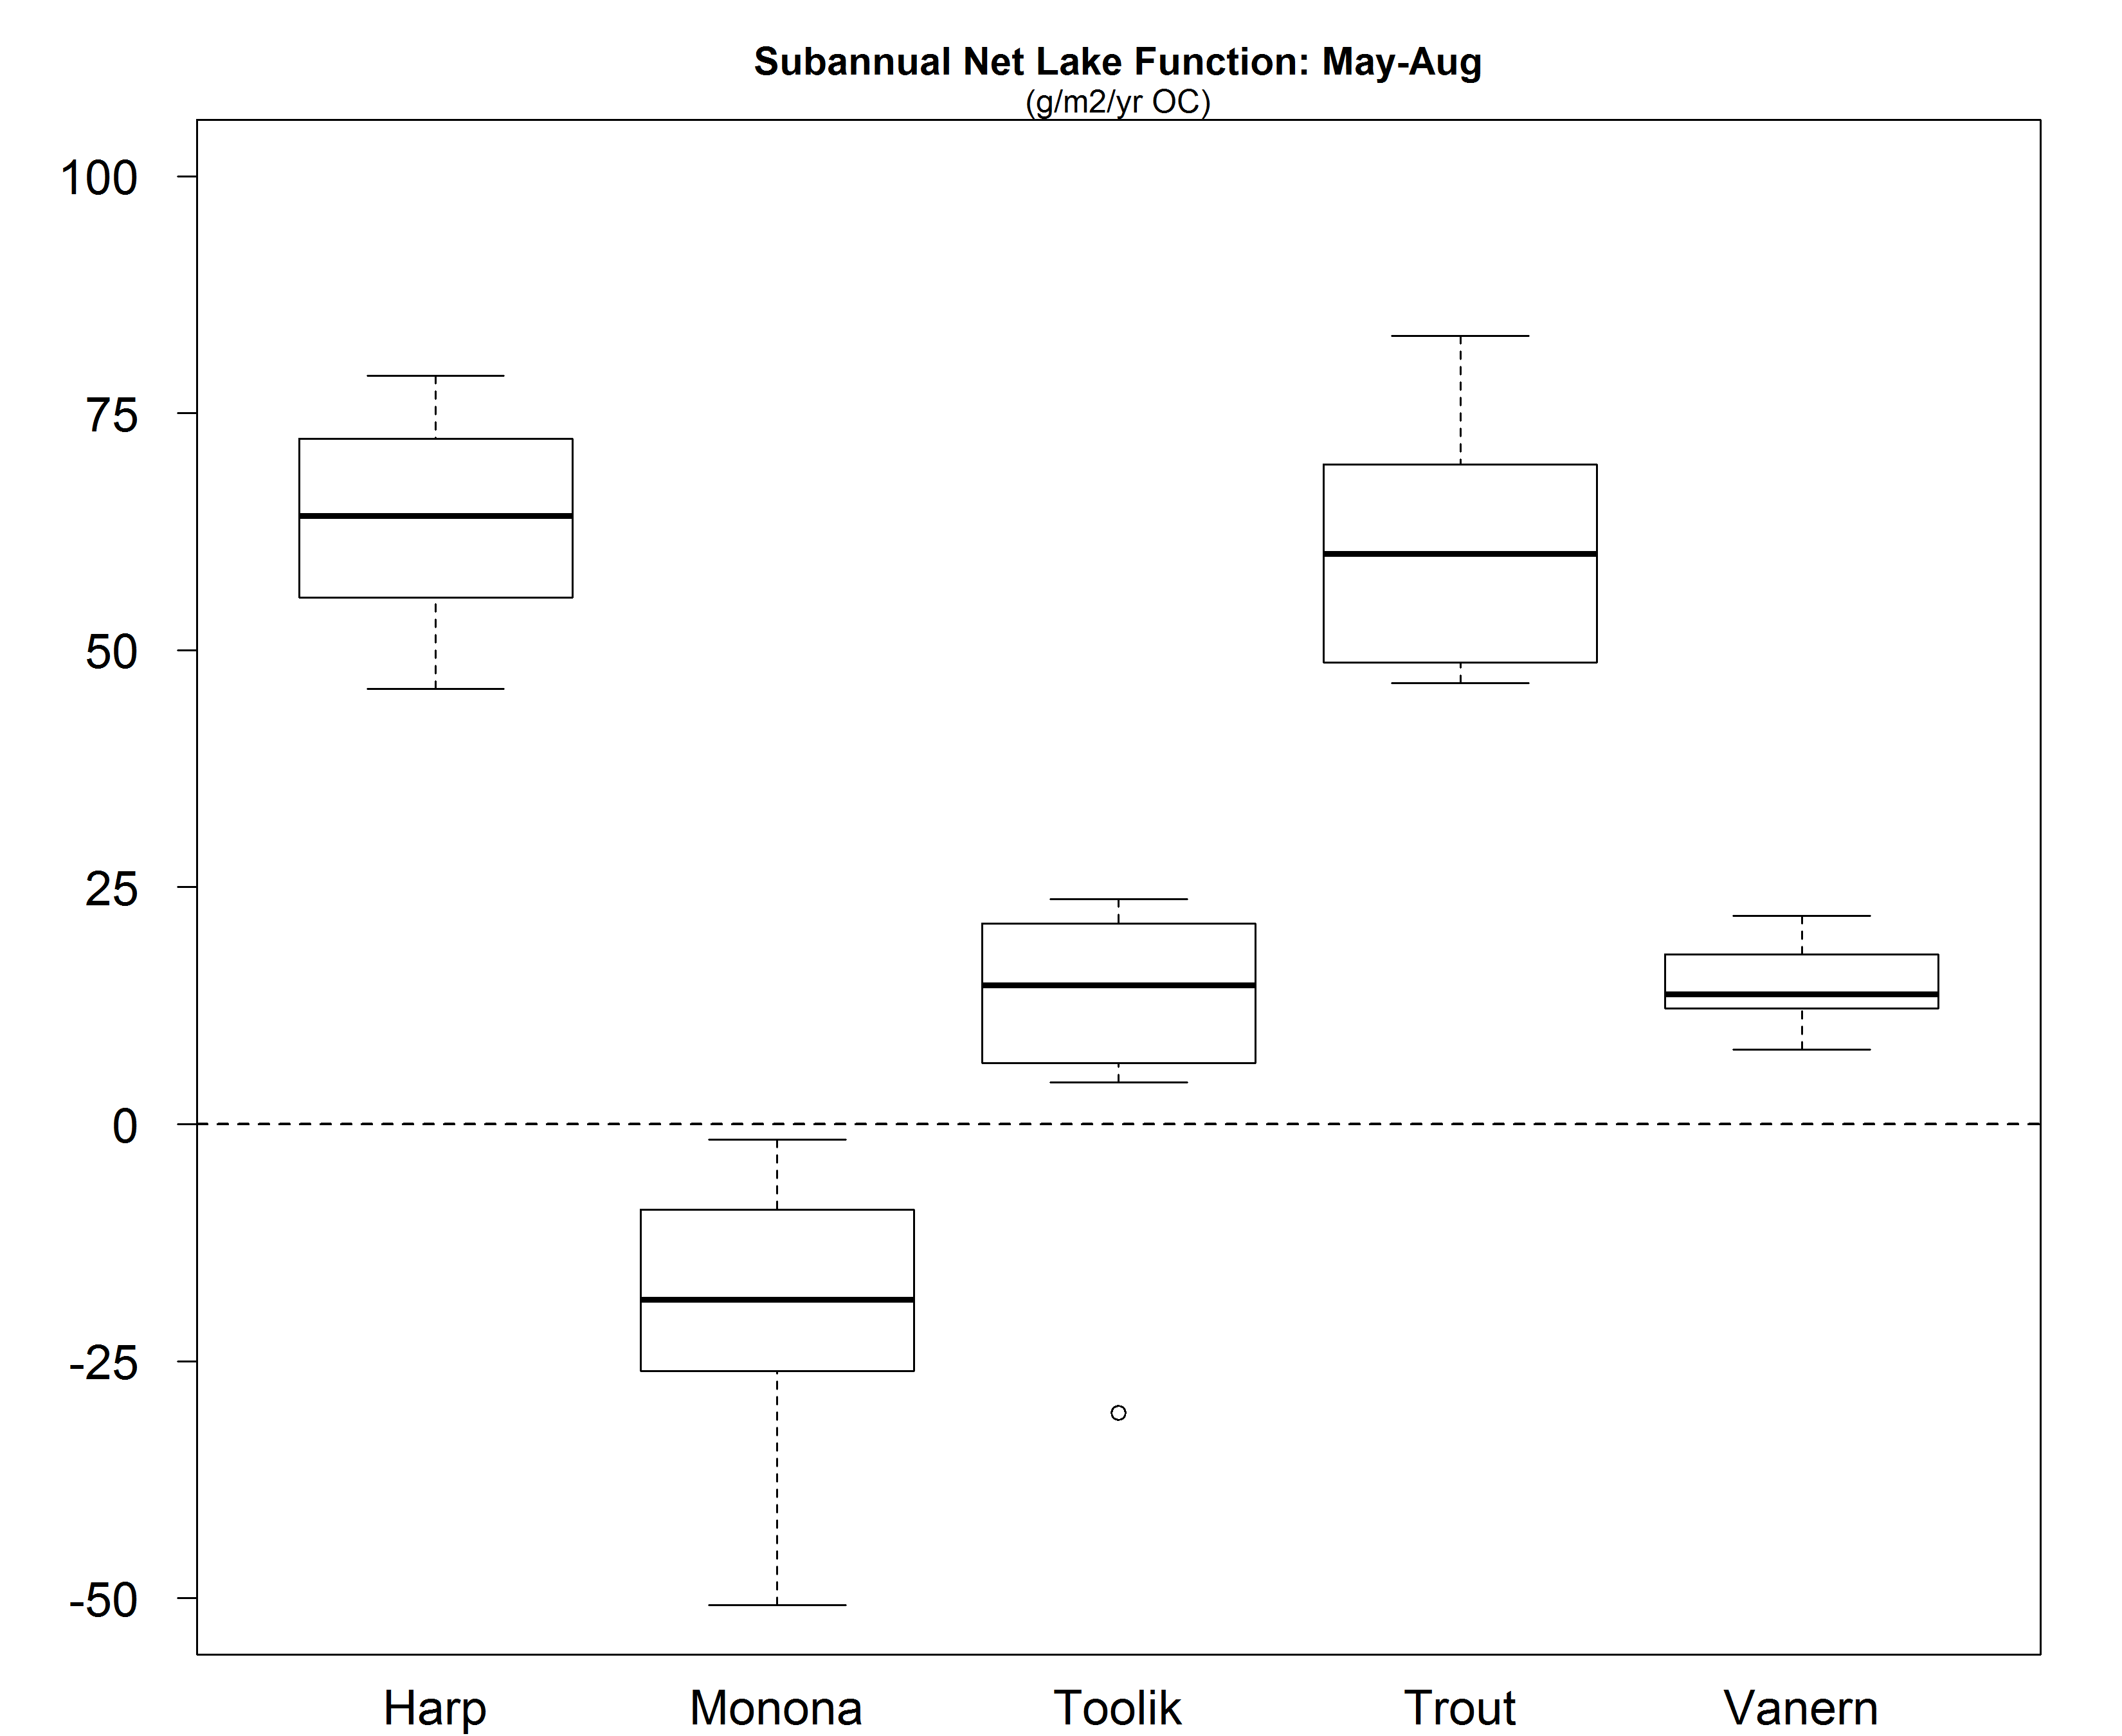 Subannual Net Lake Function: May-Aug
(g/m2/yr OC)
100
75
50
25
0
-25
-50
Harp Monona Toolik Trout Vanern